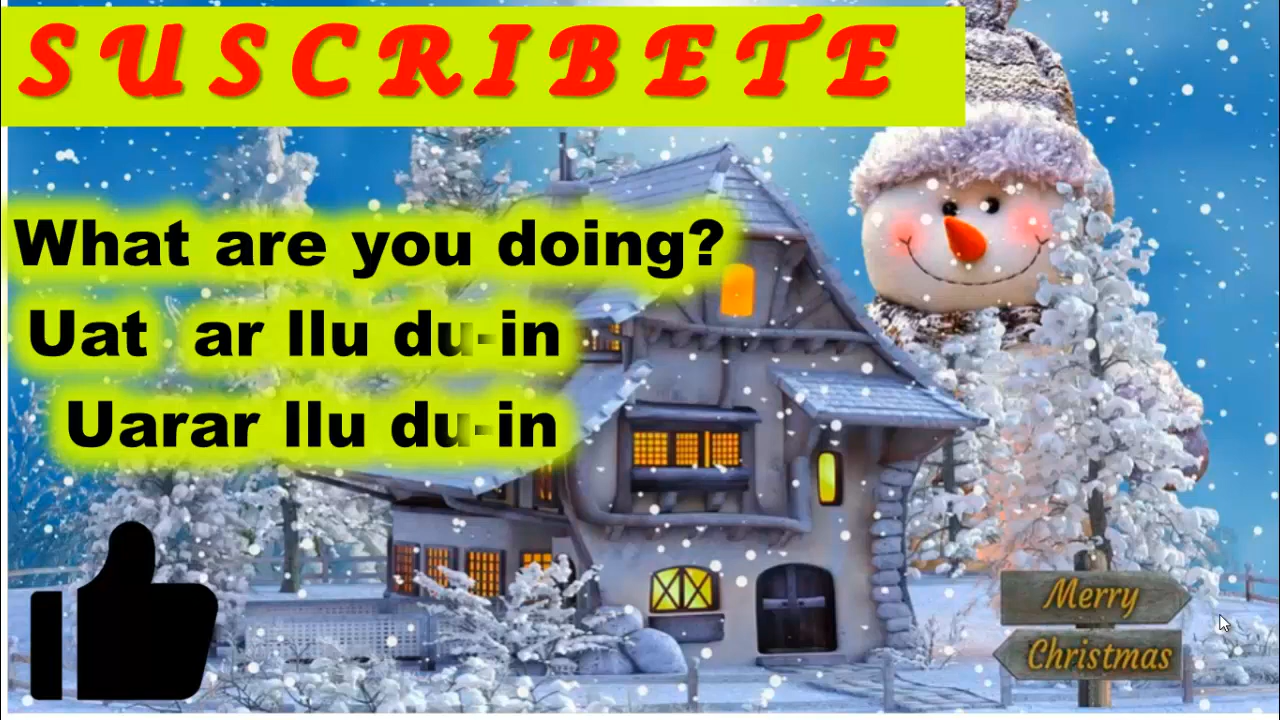 SUSCRIBETE
What are you doing?
Uat ar llu du-in
Uarar llu du-in
Merry
Christmas